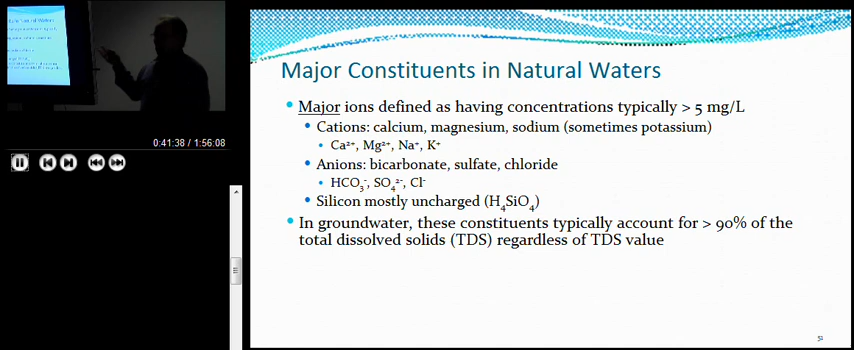 0:41:38 / 1:56:08
Major Constituents in Natural Waters
Major ions defined as having concentrations typically > 5 mg/L
Cations: calcium, magnesium, sodium (sometimes potassium)
Ca²⁺, Mg²⁺, Na⁺, K⁺
Anions: bicarbonate, sulfate, chloride
HCO₃⁻, SO₄²⁻, Cl⁻
Silicon mostly uncharged (H₄SiO₄)
In groundwater, these constituents typically account for > 90% of the
total dissolved solids (TDS) regardless of TDS value